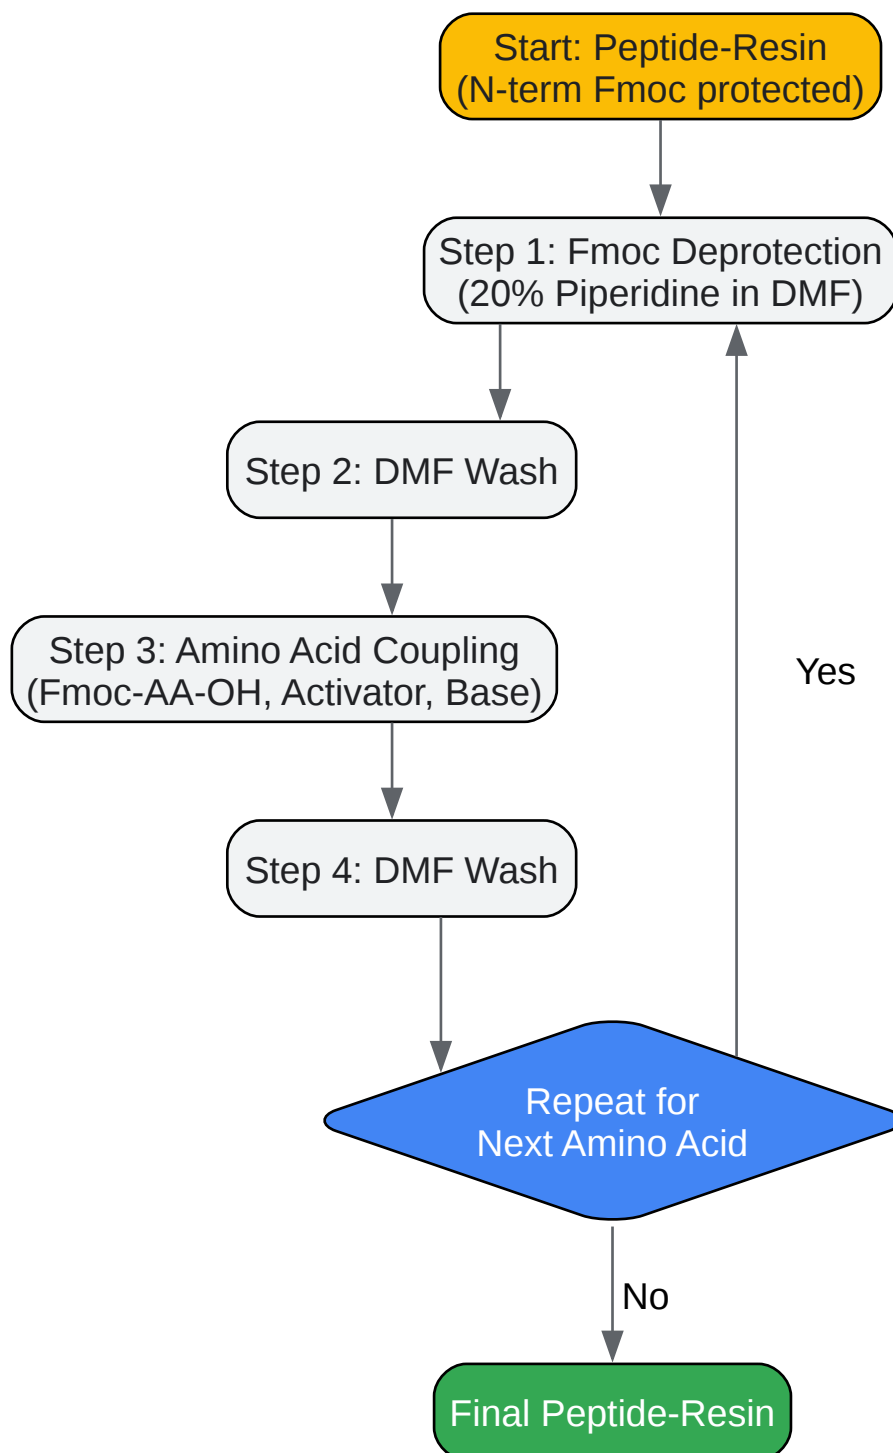 Start: Peptide-Resin
(N-term Fmoc protected)
Step 1: Fmoc Deprotection
(20% Piperidine in DMF)
Step 2: DMF Wash
Step 3: Amino Acid Coupling
(Fmoc-AA-OH, Activator, Base)
Yes
Step 4: DMF Wash
Repeat for
Next Amino Acid
No
Final Peptide-Resin